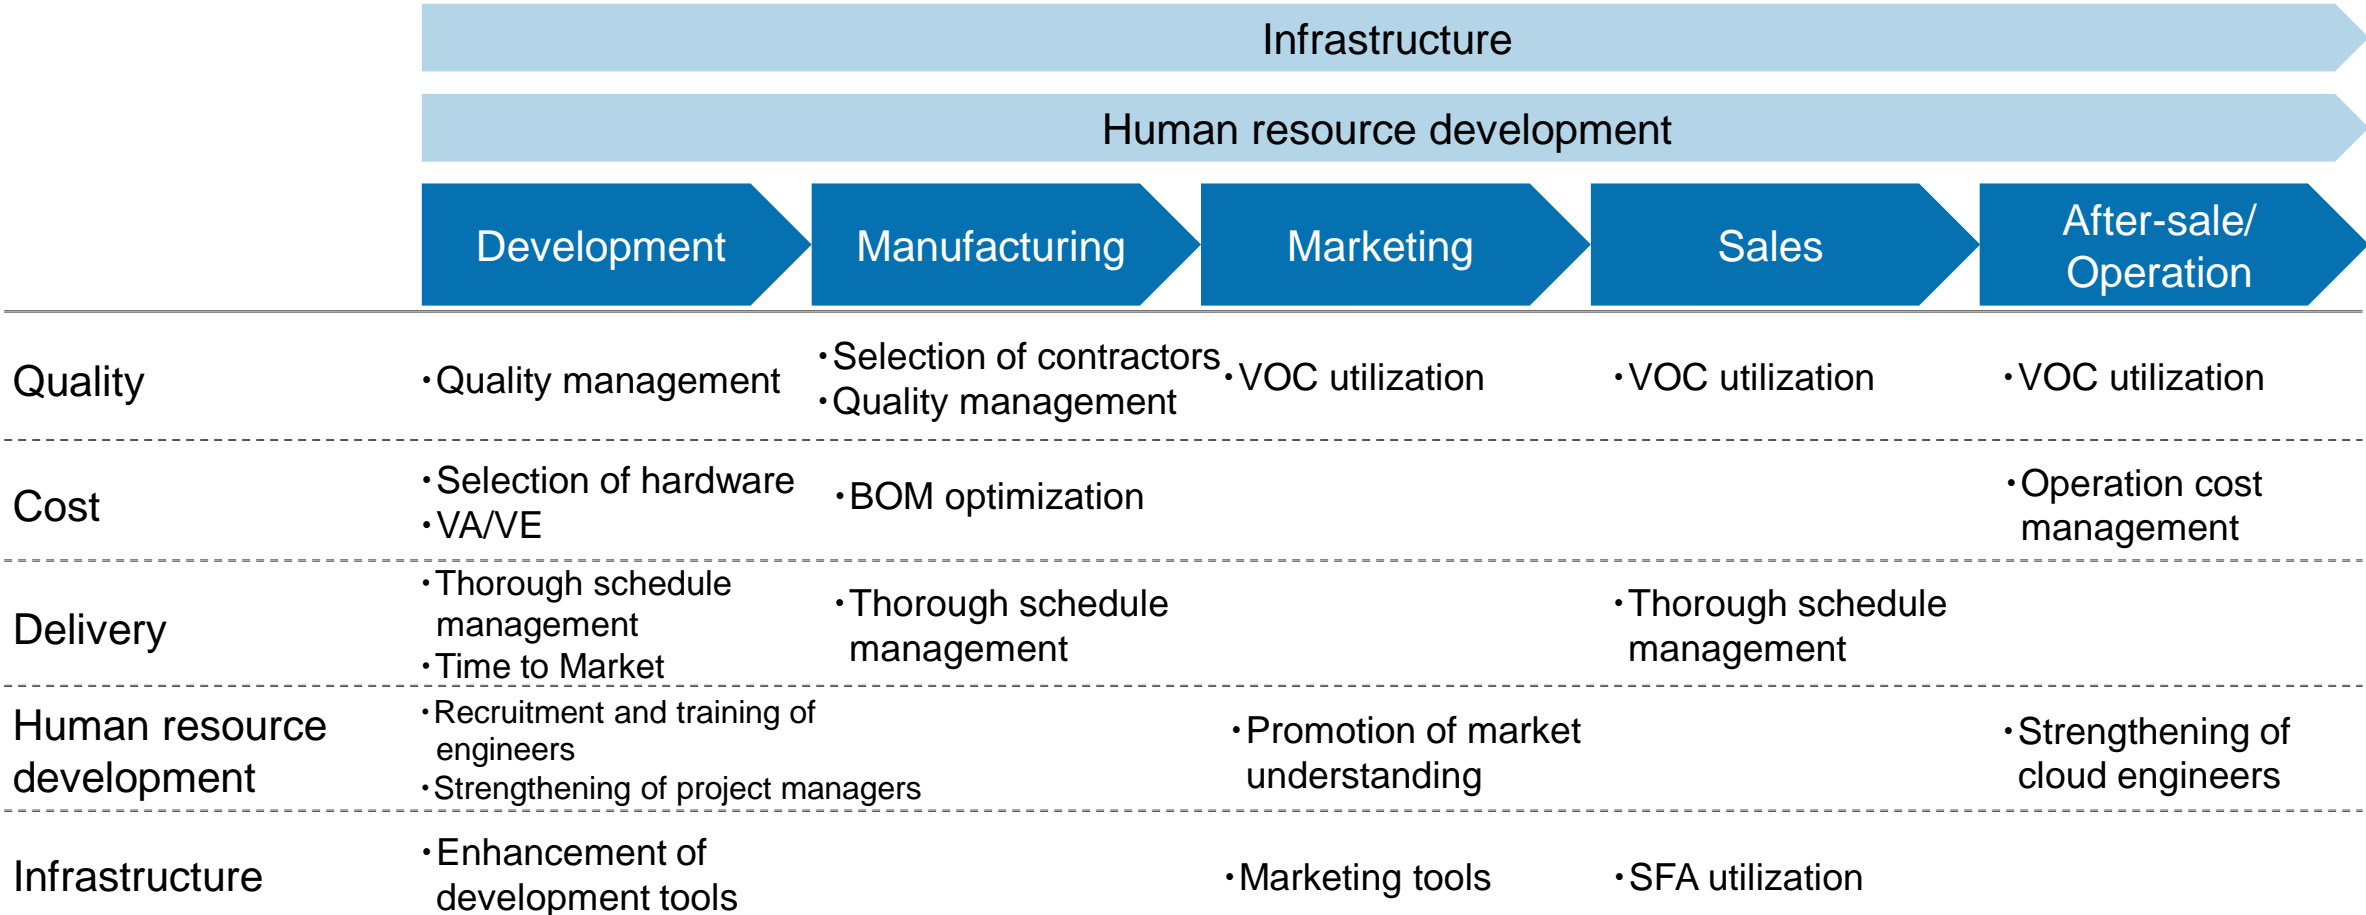 Infrastructure
Human resource development
Development
Manufacturing
Marketing
Sales
After-sale/
Operation
Quality
・Quality management
・Selection of contractors
・Quality management
・VOC utilization
・VOC utilization
・VOC utilization
Cost
・Selection of hardware
・VA/VE
・BOM optimization
・Operation cost
management
Delivery
・Thorough schedule
management
・Time to Market
・Thorough schedule
management
・Thorough schedule
management
Human resource
development
・Recruitment and training of
engineers
・Strengthening of project managers
・Promotion of market
understanding
・Strengthening of
cloud engineers
Infrastructure
・Enhancement of
development tools
・Marketing tools
・SFA utilization